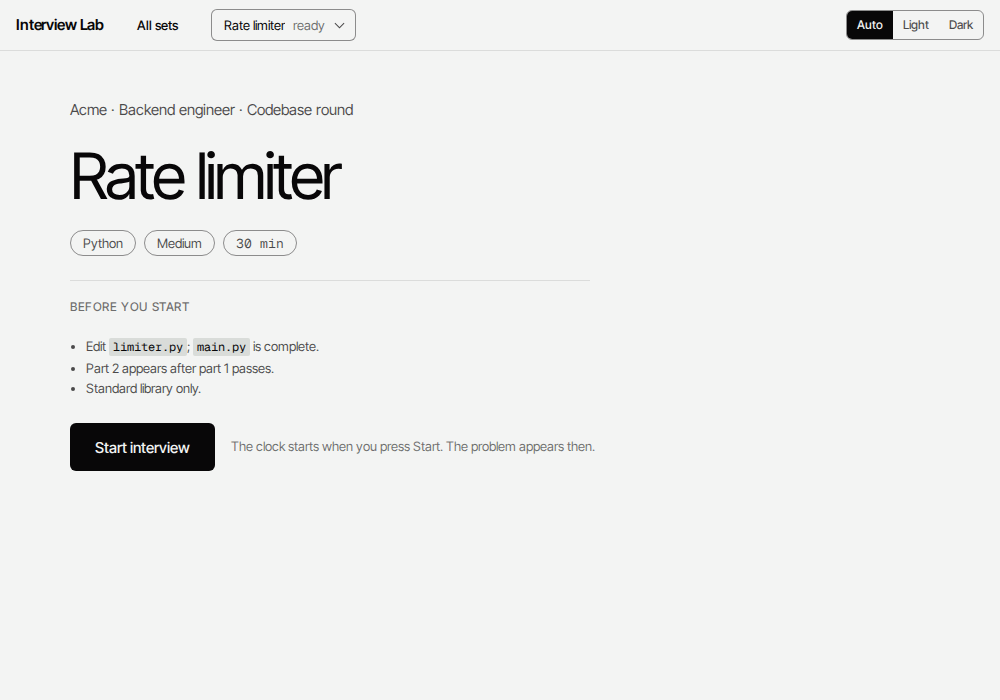 Interview Lab
All sets
Rate limiter ready
Auto Light Dark
Acme · Backend engineer · Codebase round
Rate limiter
Python Medium 30 min
BEFORE YOU START
• Edit limiter.py; main.py is complete.
• Part 2 appears after part 1 passes.
• Standard library only.
Start interview
The clock starts when you press Start. The problem appears then.